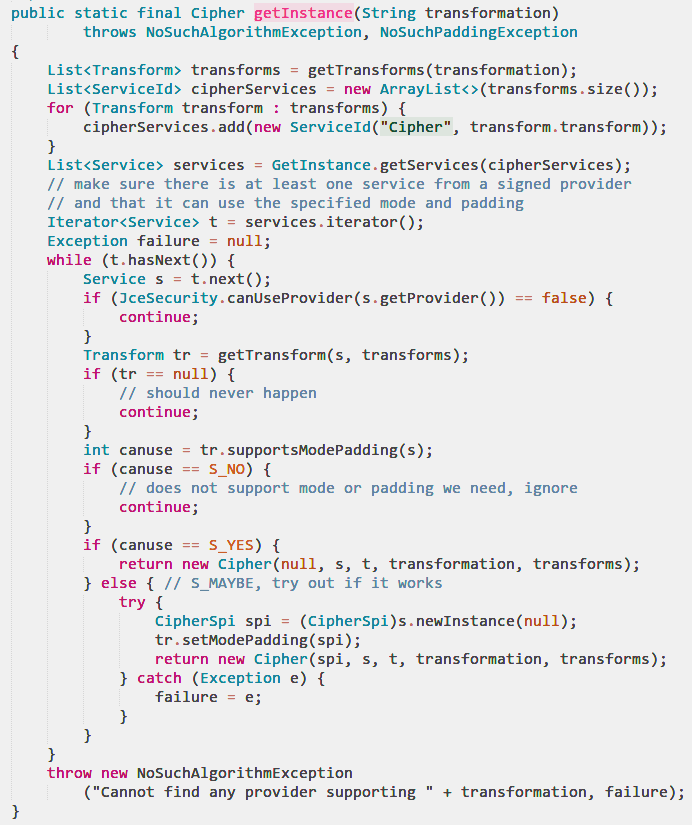 public static final Cipher getInstance(String transformation)
        throws NoSuchAlgorithmException, NoSuchPaddingException
{
    List<Transform> transforms = getTransforms(transformation);
    List<ServiceId> cipherServices = new ArrayList<>(transforms.size());
    for (Transform transform : transforms) {
        cipherServices.add(new ServiceId("Cipher", transform.transform));
    }
    List<Service> services = GetInstance.getServices(cipherServices);
    // make sure there is at least one service from a signed provider
    // and that it can use the specified mode and padding
    Iterator<Service> t = services.iterator();
    Exception failure = null;
    while (t.hasNext()) {
        Service s = t.next();
        if (JceSecurity.canUseProvider(s.getProvider()) == false) {
            continue;
        }
        Transform tr = getTransform(s, transforms);
        if (tr == null) {
            // should never happen
            continue;
        }
        int canuse = tr.supportsModePadding(s);
        if (canuse == S_NO) {
            // does not support mode or padding we need, ignore
            continue;
        }
        if (canuse == S_YES) {
            return new Cipher(null, s, t, transformation, transforms);
        } else { // S_MAYBE, try out if it works
            try {
                CipherSpi spi = (CipherSpi)s.newInstance(null);
                tr.setModePadding(spi);
                return new Cipher(spi, s, t, transformation, transforms);
            } catch (Exception e) {
                failure = e;
            }
        }
    }
    throw new NoSuchAlgorithmException
        ("Cannot find any provider supporting " + transformation, failure);
}